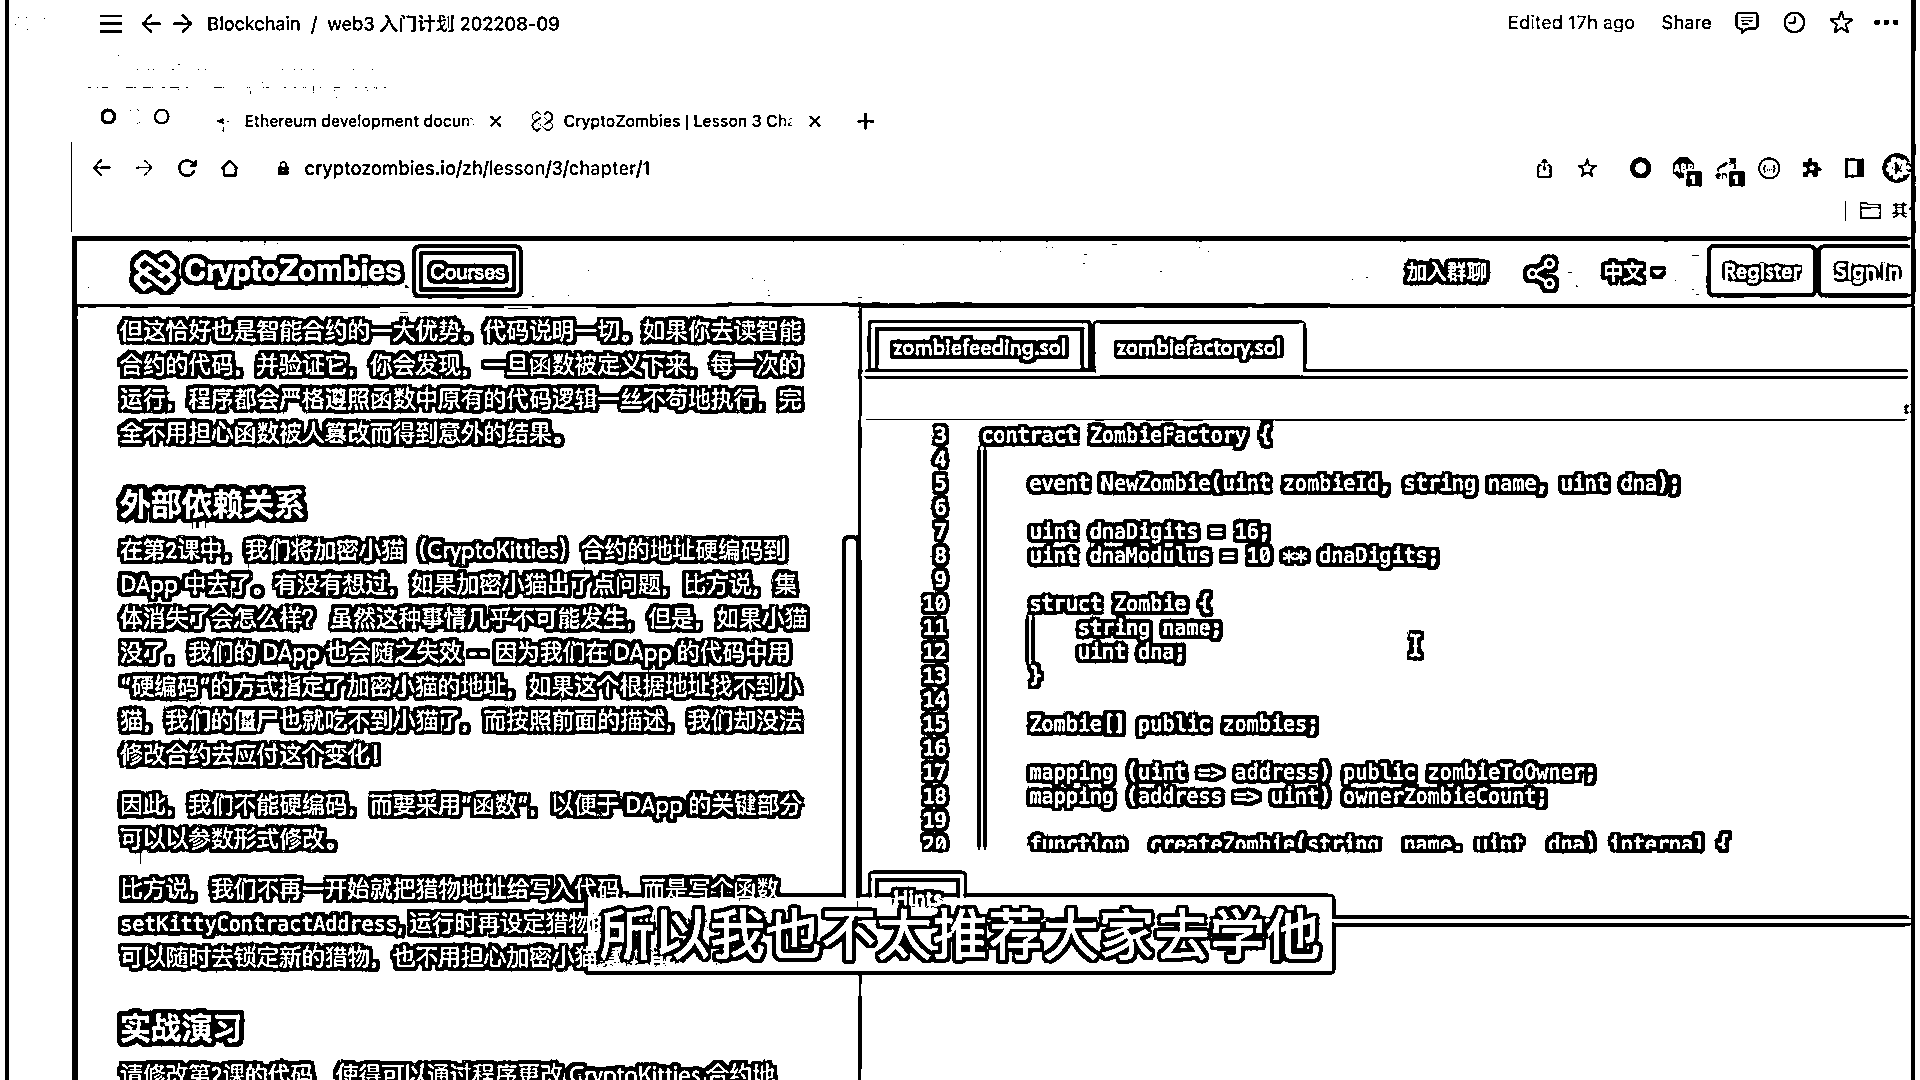 Blockchain / web3 入门计划 202208-09
Edited 17h ago Share
Ethereum development docum
CryptoZombies | Lesson 3 Cha
cryptozombies.io/zh/lesson/3/chapter/1
CryptoZombies Courses
加入群聊 中文 Register Sign In
但这恰好也是智能合约的一大优势。代码说明一切。如果你去读智能
合约的代码，并验证它，你会发现，一旦函数被定义下来，每一次的
运行，程序都会严格遵照函数中原有的代码逻辑一丝不苟地执行，完
全不用担心函数被人篡改而得到意外的结果。
外部依赖关系
在第2课中，我们将加密小猫（CryptoKitties）合约的地址硬编码到
DApp 中去了。有没有想过，如果加密小猫出了点问题，比方说，集
体消失了会怎么样？ 虽然这种事情几乎不可能发生，但是，如果小猫
没了，我们的 DApp 也会随之失效 -- 因为我们在 DApp 的代码中用
“硬编码”的方式指定了加密小猫的地址，如果这个根据地址找不到小
猫，我们的僵尸也就吃不到小猫了，而按照前面的描述，我们却没法
修改合约去应付这个变化！
因此，我们不能硬编码，而要采用“函数”，以便于 DApp 的关键部分
可以以参数形式修改。
比方说，我们不再一开始就把猎物地址给写入代码，而是写个函数
setKittyContractAddress, 运行时再设定猎物
可以随时去锁定新的猎物，也不用担心加密小猫
实战演习
请修改第2课的代码，使得可以通过程序更改 CryptoKitties 合约地
zombiefeeding.sol zombiefactory.sol
3 contract ZombieFactory {
4
5 event NewZombie(uint zombieId, string name, uint dna);
6
7 uint dnaDigits = 16;
8 uint dnaModulus = 10 ** dnaDigits;
9
10 struct Zombie {
11 string name;
12 uint dna;
13 }
14
15 Zombie[] public zombies;
16
17 mapping (uint => address) public zombieToOwner;
18 mapping (address => uint) ownerZombieCount;
19
20 function _createZombie(string _name, uint _dna) internal {
Hints
所以我也不太推荐大家去学他